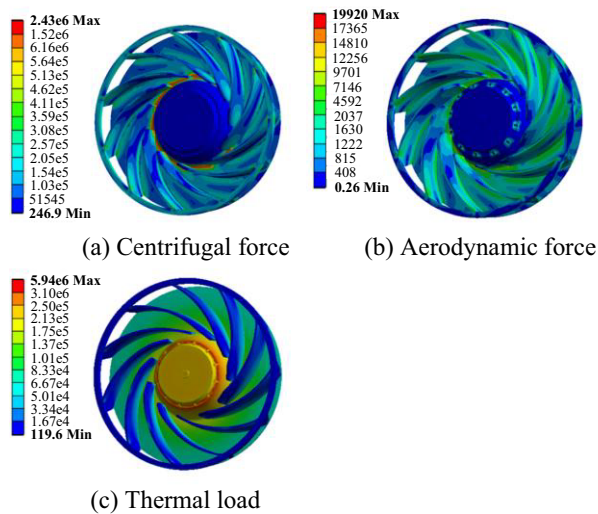 2.43e6 Max
1.52e6
6.16e6
5.64e5
5.13e5
4.62e5
4.11e5
3.59e5
3.08e5
2.57e5
2.05e5
1.54e5
1.03e5
51545
246.9 Min
(a) Centrifugal force
19920 Max
17365
14810
12256
9701
7146
4592
2037
1630
1222
815
408
0.26 Min
(b) Aerodynamic force
5.94e6 Max
3.10e6
2.50e5
2.13e5
1.75e5
1.37e5
1.01e5
8.33e4
6.67e4
5.01e4
3.34e4
1.67e4
119.6 Min
(c) Thermal load